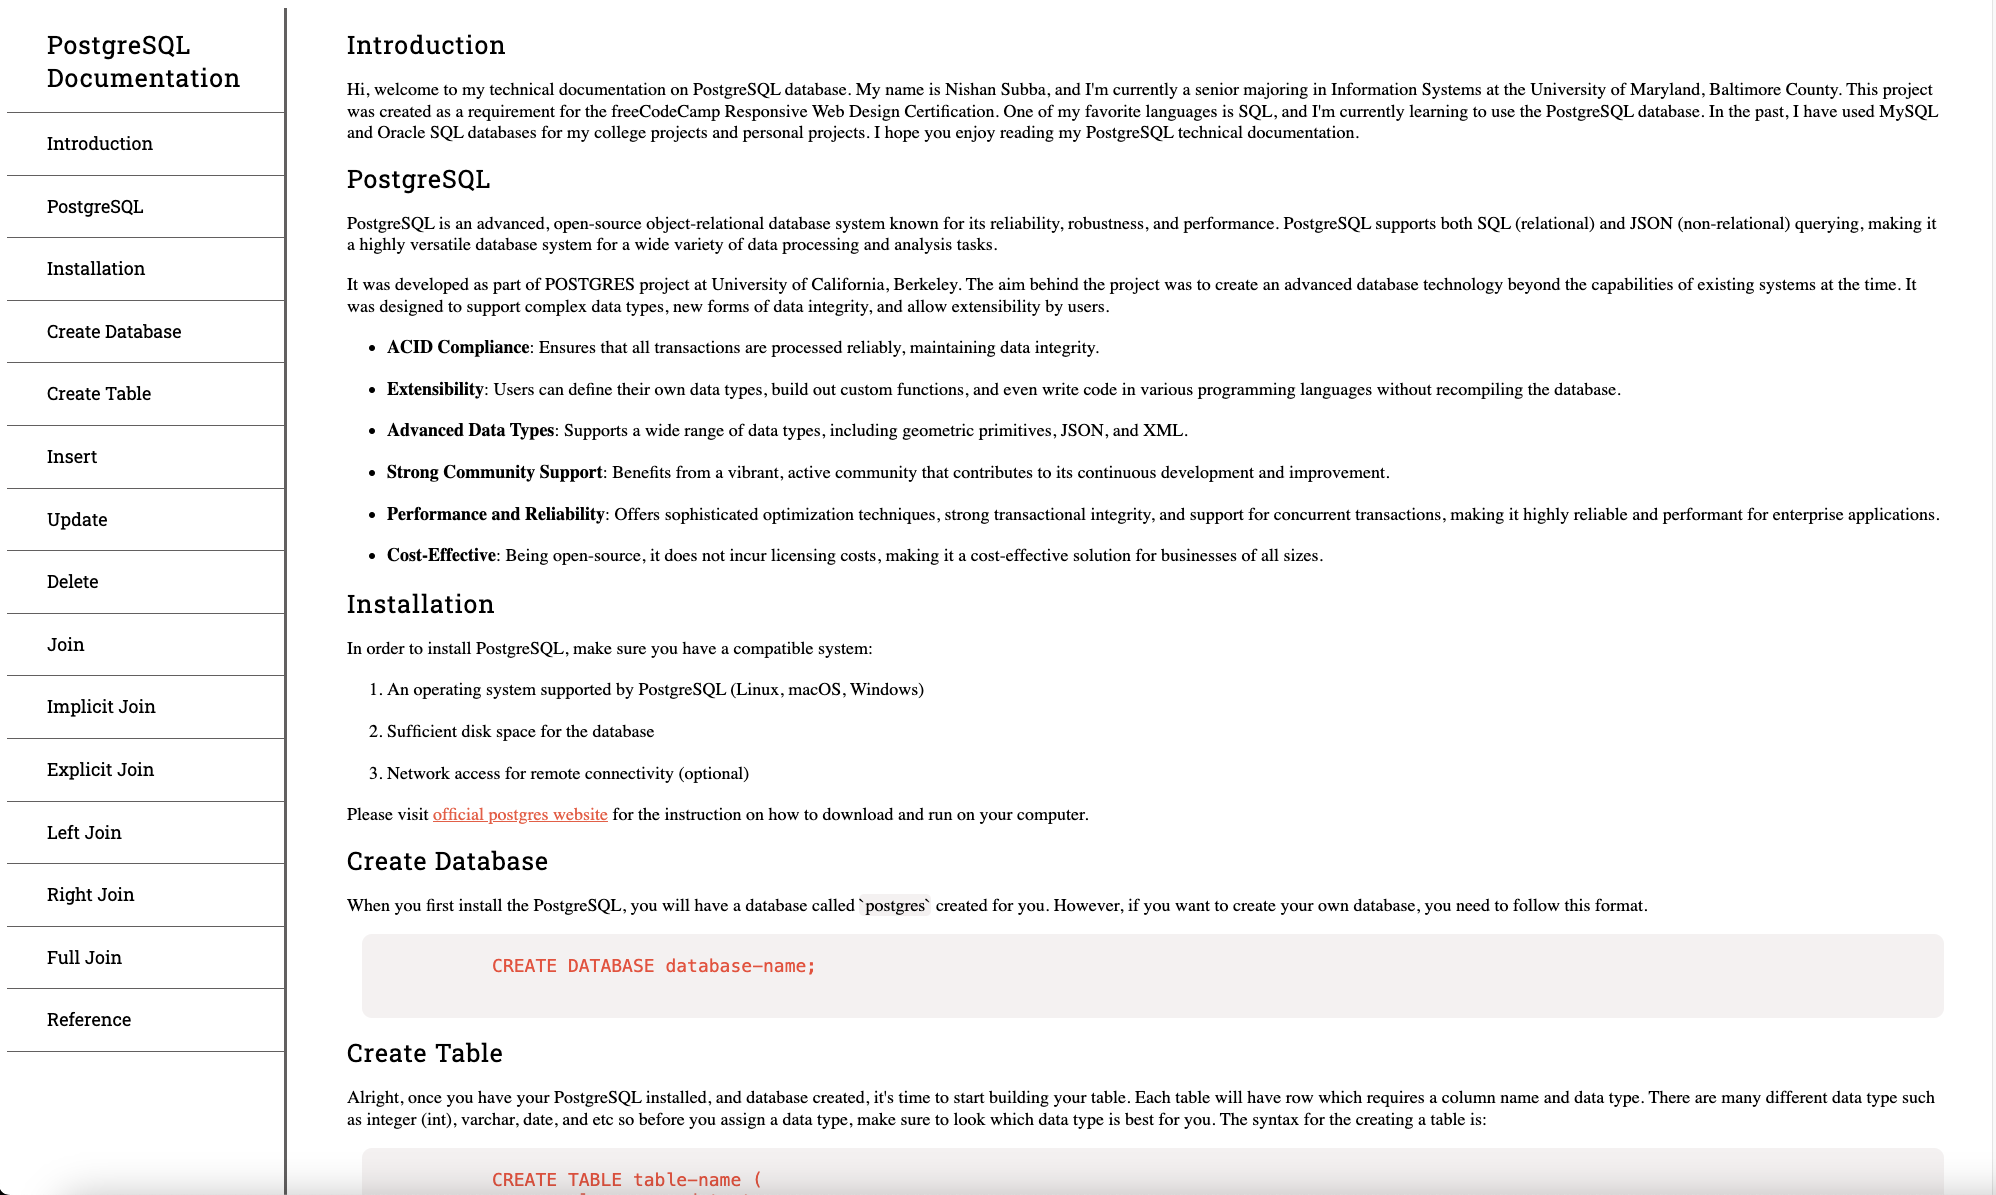 PostgreSQL
Documentation
Introduction
PostgreSQL
Installation
Create Database
Create Table
Insert
Update
Delete
Join
Implicit Join
Explicit Join
Left Join
Right Join
Full Join
Reference
Introduction
Hi, welcome to my technical documentation on PostgreSQL database. My name is Nishan Subba, and I'm currently a senior majoring in Information Systems at the University of Maryland, Baltimore County. This project
was created as a requirement for the freeCodeCamp Responsive Web Design Certification. One of my favorite languages is SQL, and I'm currently learning to use the PostgreSQL database. In the past, I have used MySQL
and Oracle SQL databases for my college projects and personal projects. I hope you enjoy reading my PostgreSQL technical documentation.
PostgreSQL
PostgreSQL is an advanced, open-source object-relational database system known for its reliability, robustness, and performance. PostgreSQL supports both SQL (relational) and JSON (non-relational) querying, making it
a highly versatile database system for a wide variety of data processing and analysis tasks.
It was developed as part of POSTGRES project at University of California, Berkeley. The aim behind the project was to create an advanced database technology beyond the capabilities of existing systems at the time. It
was designed to support complex data types, new forms of data integrity, and allow extensibility by users.
• ACID Compliance: Ensures that all transactions are processed reliably, maintaining data integrity.
• Extensibility: Users can define their own data types, build out custom functions, and even write code in various programming languages without recompiling the database.
• Advanced Data Types: Supports a wide range of data types, including geometric primitives, JSON, and XML.
• Strong Community Support: Benefits from a vibrant, active community that contributes to its continuous development and improvement.
• Performance and Reliability: Offers sophisticated optimization techniques, strong transactional integrity, and support for concurrent transactions, making it highly reliable and performant for enterprise applications.
• Cost-Effective: Being open-source, it does not incur licensing costs, making it a cost-effective solution for businesses of all sizes.
Installation
In order to install PostgreSQL, make sure you have a compatible system:
1. An operating system supported by PostgreSQL (Linux, macOS, Windows)
2. Sufficient disk space for the database
3. Network access for remote connectivity (optional)
Please visit official postgres website for the instruction on how to download and run on your computer.
Create Database
When you first install the PostgreSQL, you will have a database called `postgres` created for you. However, if you want to create your own database, you need to follow this format.
CREATE DATABASE database-name;
Create Table
Alright, once you have your PostgreSQL installed, and database created, it's time to start building your table. Each table will have row which requires a column name and data type. There are many different data type such
as integer (int), varchar, date, and etc so before you assign a data type, make sure to look which data type is best for you. The syntax for the creating a table is:
CREATE TABLE table-name (